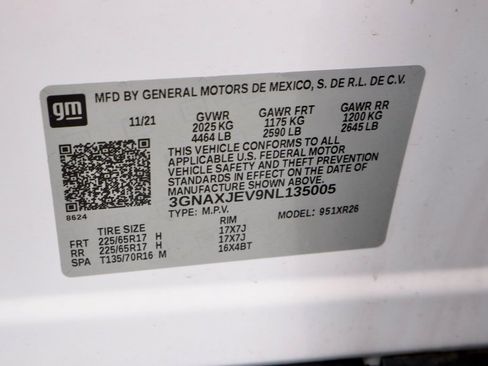 gm
MFD BY GENERAL MOTORS DE MEXICO, S. DE R.L. DE C.V.
11/21 GVWR GAWR FRT GAWR RR
2025 KG 1175 KG 1200 KG
4464 LB 2590 LB 2645 LB
THIS VEHICLE CONFORMS TO ALL
APPLICABLE U.S. FEDERAL MOTOR
VEHICLE SAFETY AND THEFT PREVENTION
STANDARDS IN EFFECT ON THE DATE OF
MANUFACTURE SHOWN ABOVE.
3GNAXJEV9NL135005
8624
TYPE: M.P.V. MODEL: 951XR26
TIRE SIZE RIM
FRT 225/65R17 H 17X7J
RR 225/65R17 H 17X7J
SPA T135/70R16 M 16X4BT